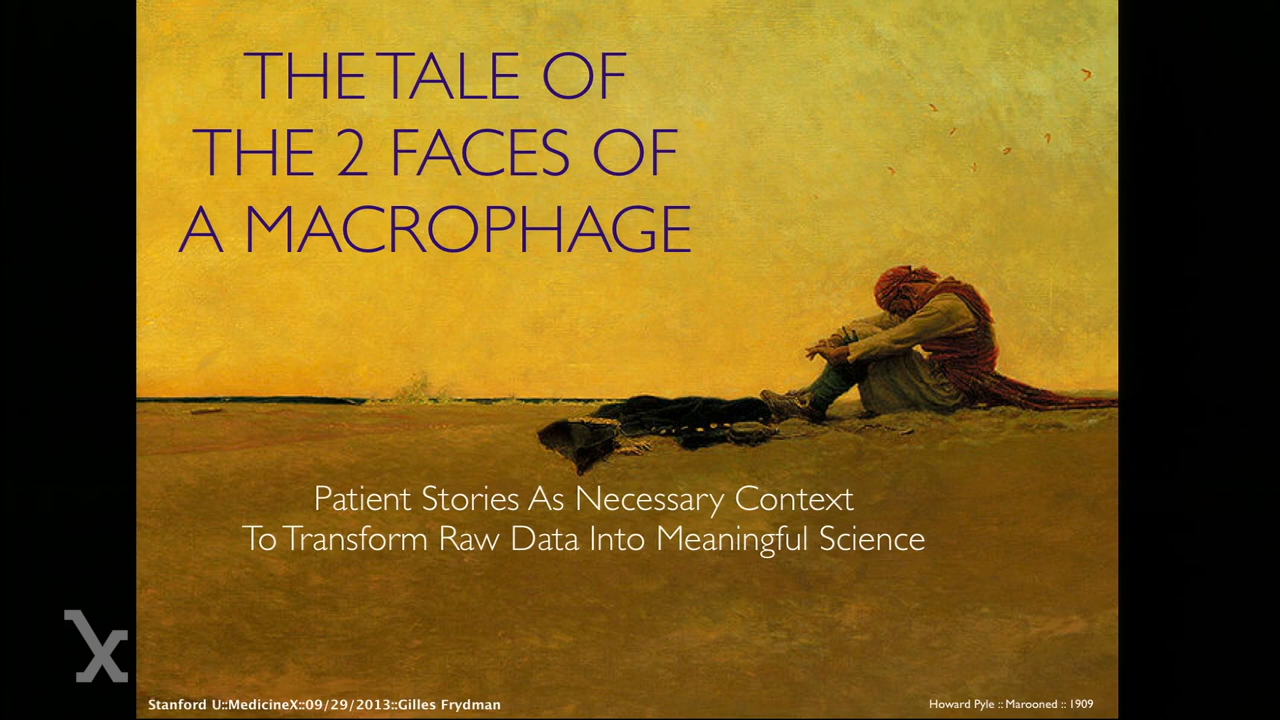 THE TALE OF
THE 2 FACES OF
A MACROPHAGE
Patient Stories As Necessary Context
To Transform Raw Data Into Meaningful Science
X
Stanford U::MedicineX::09/29/2013::Gilles Frydman
Howard Pyle :: Marooned :: 1909